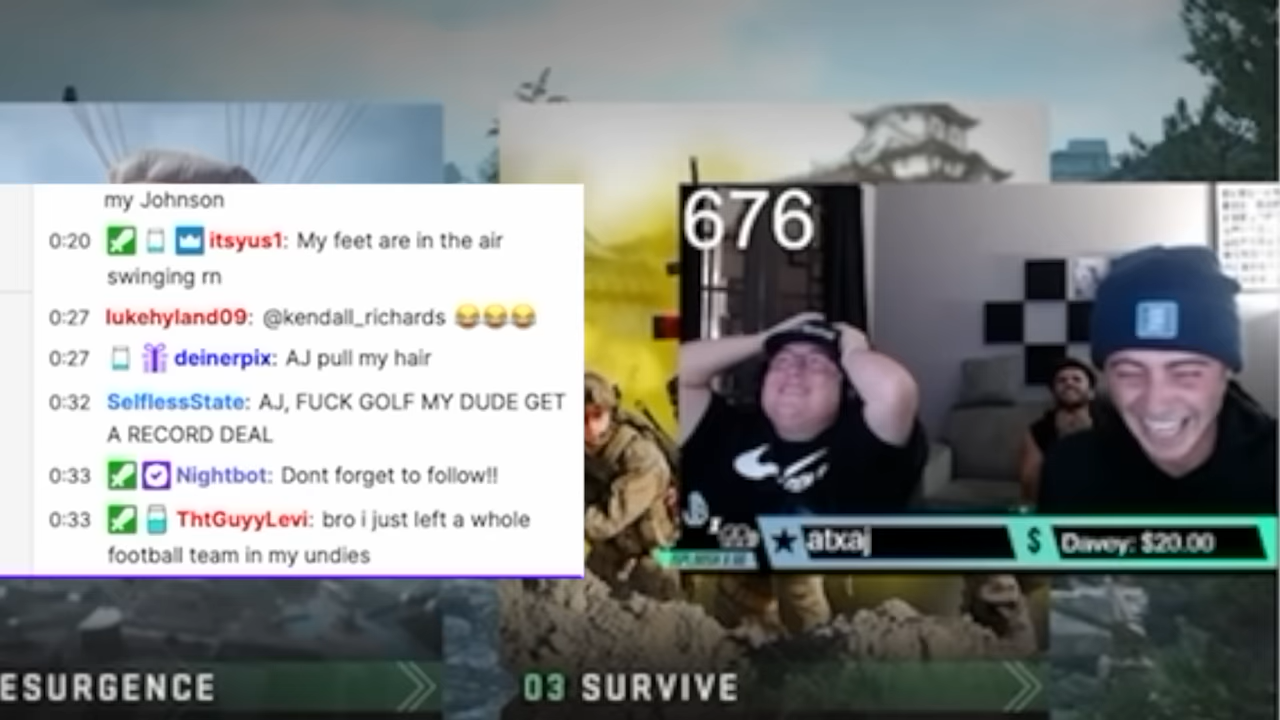 my Johnson
0:20 itsyus1: My feet are in the air
swinging rn
0:27 lukehyland09: @kendall_richards 😂😂😂
0:27 deinerpix: AJ pull my hair
0:32 SelflessState: AJ, FUCK GOLF MY DUDE GET
A RECORD DEAL
0:33 Nightbot: Dont forget to follow!!
0:33 ThtGuyyLevi: bro i just left a whole
football team in my undies
676
atxaj
$ Davey: $20.00
ESURGENCE
03 SURVIVE